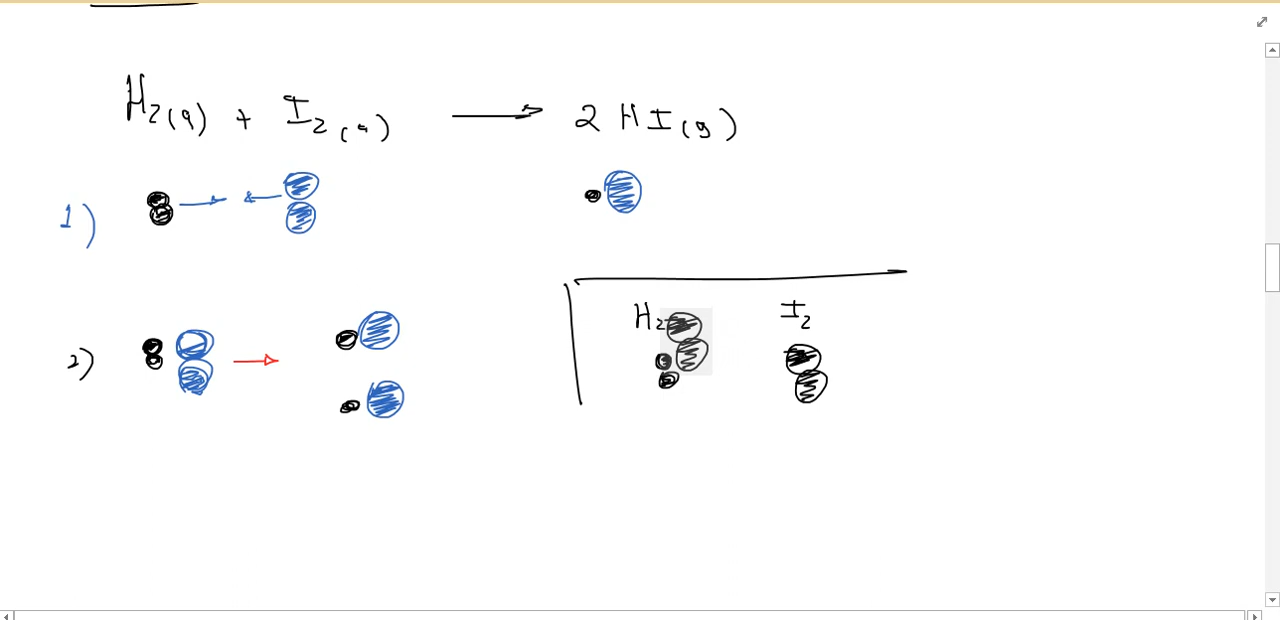 H₂(g) + I₂(g) → 2 HI(g)
1)
2)
H₂ I₂